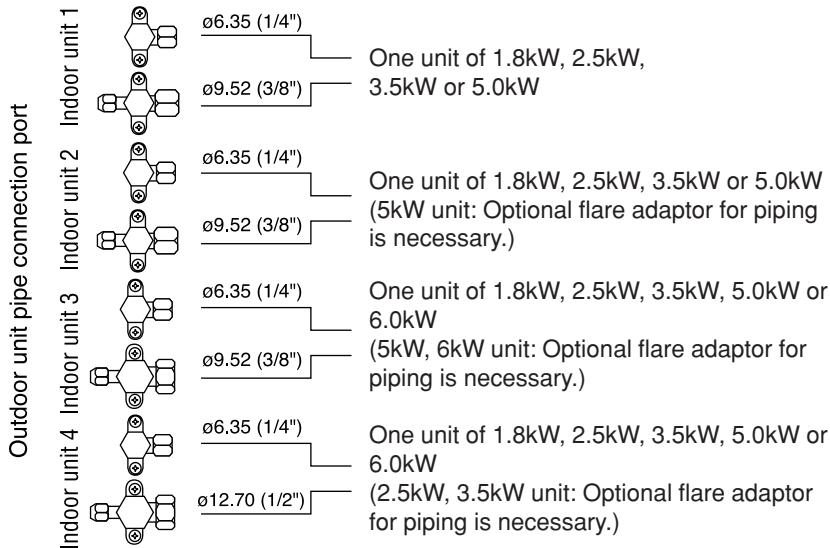 Outdoor unit pipe connection port
Indoor unit 1
ø6.35 (1/4")
ø9.52 (3/8")
One unit of 1.8kW, 2.5kW,
3.5kW or 5.0kW
Indoor unit 2
ø6.35 (1/4")
ø9.52 (3/8")
One unit of 1.8kW, 2.5kW, 3.5kW or 5.0kW
(5kW unit: Optional flare adaptor for piping
is necessary.)
Indoor unit 3
ø6.35 (1/4")
ø9.52 (3/8")
One unit of 1.8kW, 2.5kW, 3.5kW, 5.0kW or
6.0kW
(5kW, 6kW unit: Optional flare adaptor for
piping is necessary.)
Indoor unit 4
ø6.35 (1/4")
ø12.70 (1/2")
One unit of 1.8kW, 2.5kW, 3.5kW, 5.0kW or
6.0kW
(2.5kW, 3.5kW unit: Optional flare adaptor
for piping is necessary.)